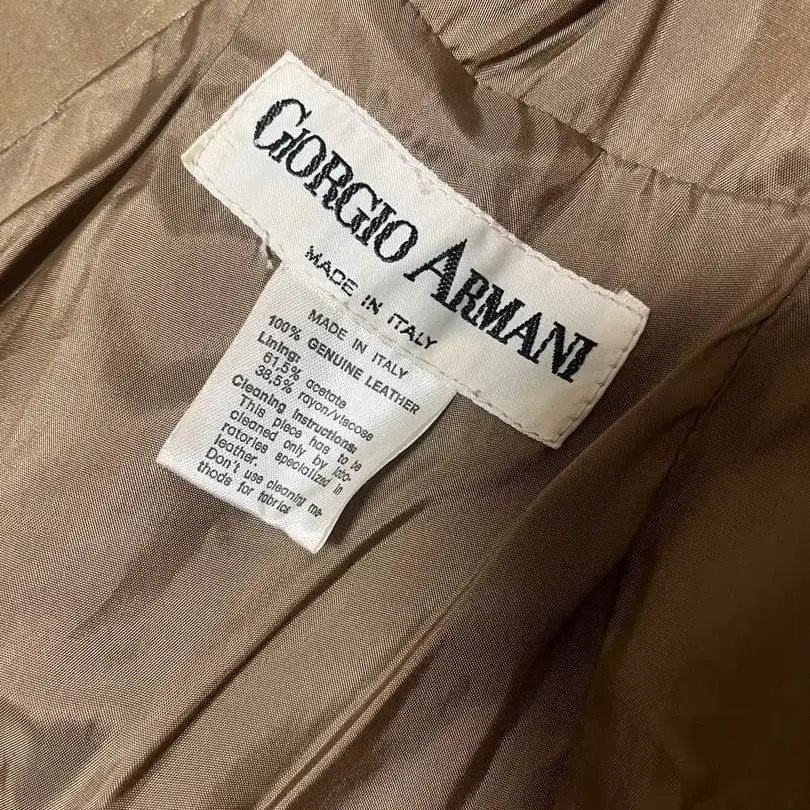 GIORGIO ARMANI
MADE IN ITALY
MADE IN ITALY
100% GENUINE LEATHER
Lining:
61,5% acetate
38,5% rayon/viscose
Cleaning instructions:
This piece has to be
cleaned only by labo-
ratories specialized in
leather.
Don't use cleaning me-
thods for fabrics